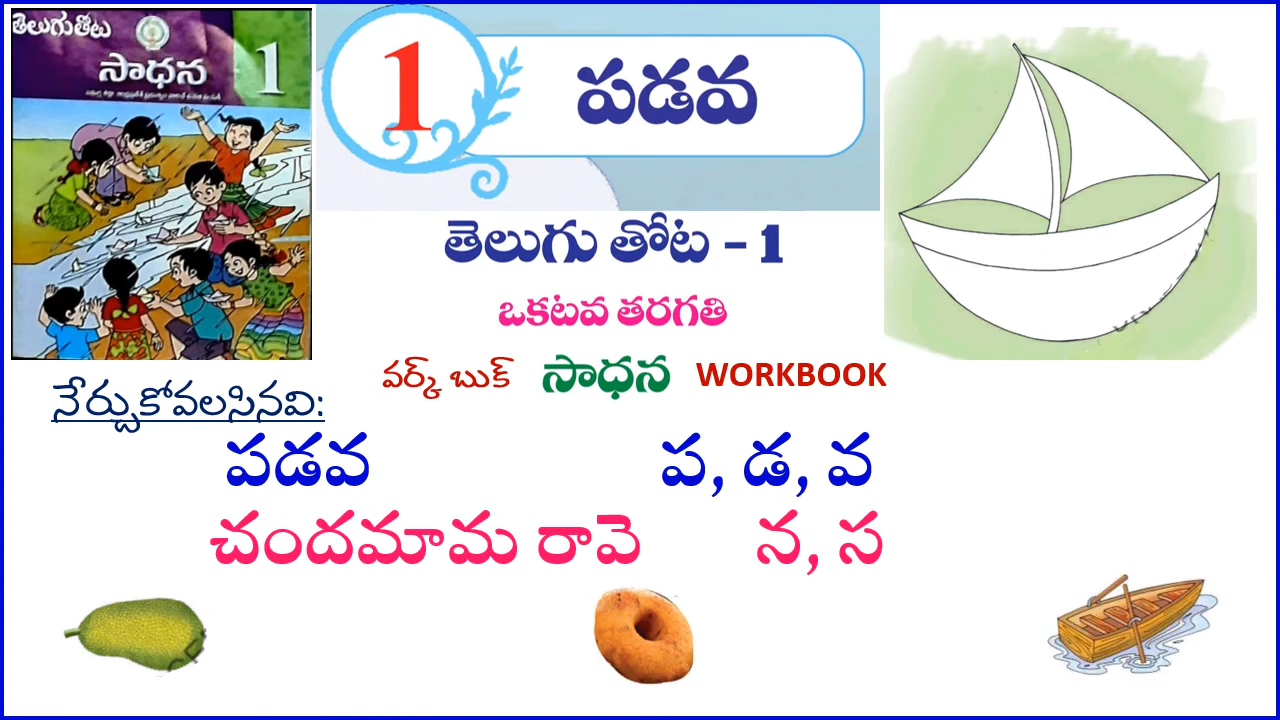 తెలుగుతోట
సాధన 1
1 పడవ
తెలుగు తోట – 1
ఒకటవ తరగతి
వర్క్ బుక్ సాధన WORKBOOK
నేర్చుకోవలసినవి:
పడవ ప, డ, వ
చందమామ రావె న, స